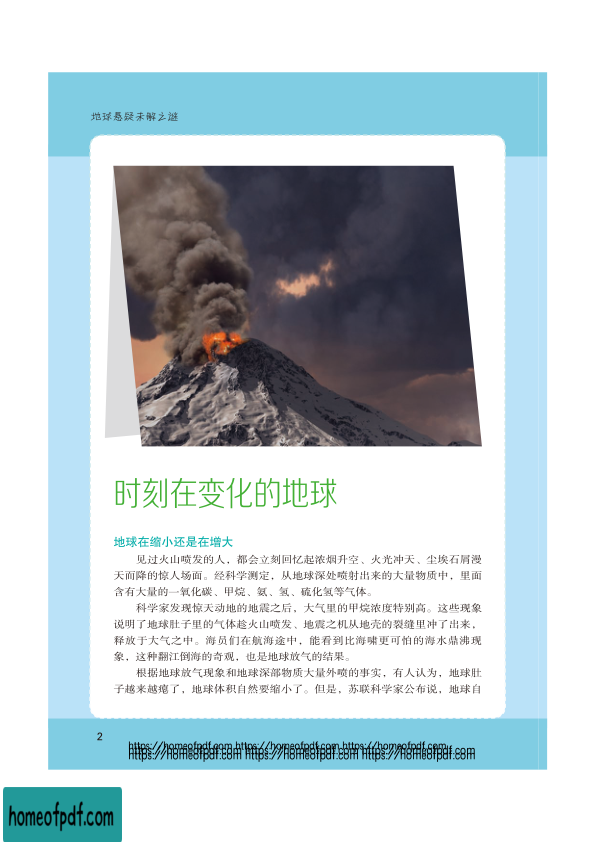 地球悬疑未解之谜
时刻在变化的地球
地球在缩小还是在增大
见过火山喷发的人，都会立刻回忆起浓烟升空、火光冲天、尘埃石屑漫
天而降的惊人场面。经科学测定，从地球深处喷射出来的大量物质中，里面
含有大量的一氧化碳、甲烷、氨、氢、硫化氢等气体。
科学家发现惊天动地的地震之后，大气里的甲烷浓度特别高。这些现象
说明了地球肚子里的气体趁火山喷发、地震之机从地壳的裂缝里冲了出来，
释放于大气之中。海员们在航海途中，能看到比海啸更可怕的海水鼎沸现
象，这种翻江倒海的奇观，也是地球放气的结果。
根据地球放气现象和地球深部物质大量外喷的事实，有人认为，地球肚
子越来越瘪了，地球体积自然要缩小了。但是，苏联科学家公布说，地球自
2
https://homeofpdf.com https://homeofpdf.com https://homeofpdf.com
https://homeofpdf.com https://homeofpdf.com https://homeofpdf.com
homeofpdf.com